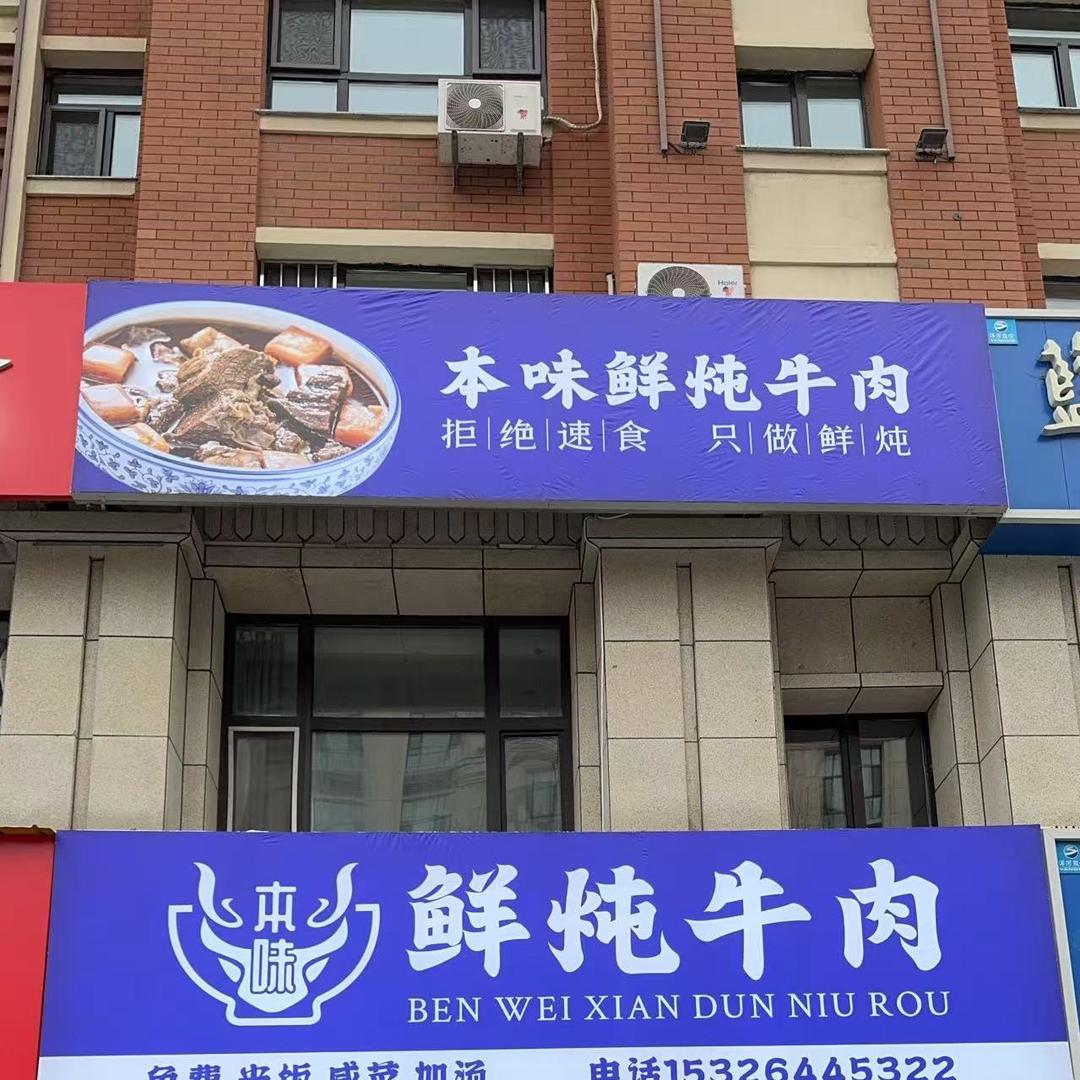 Haier
本味鲜炖牛肉
拒|绝|速|食 只|做|鲜|炖
本味
鲜炖牛肉
BEN WEI XIAN DUN NIU ROU
免费 米饭 咸菜 加汤 电话15326445322